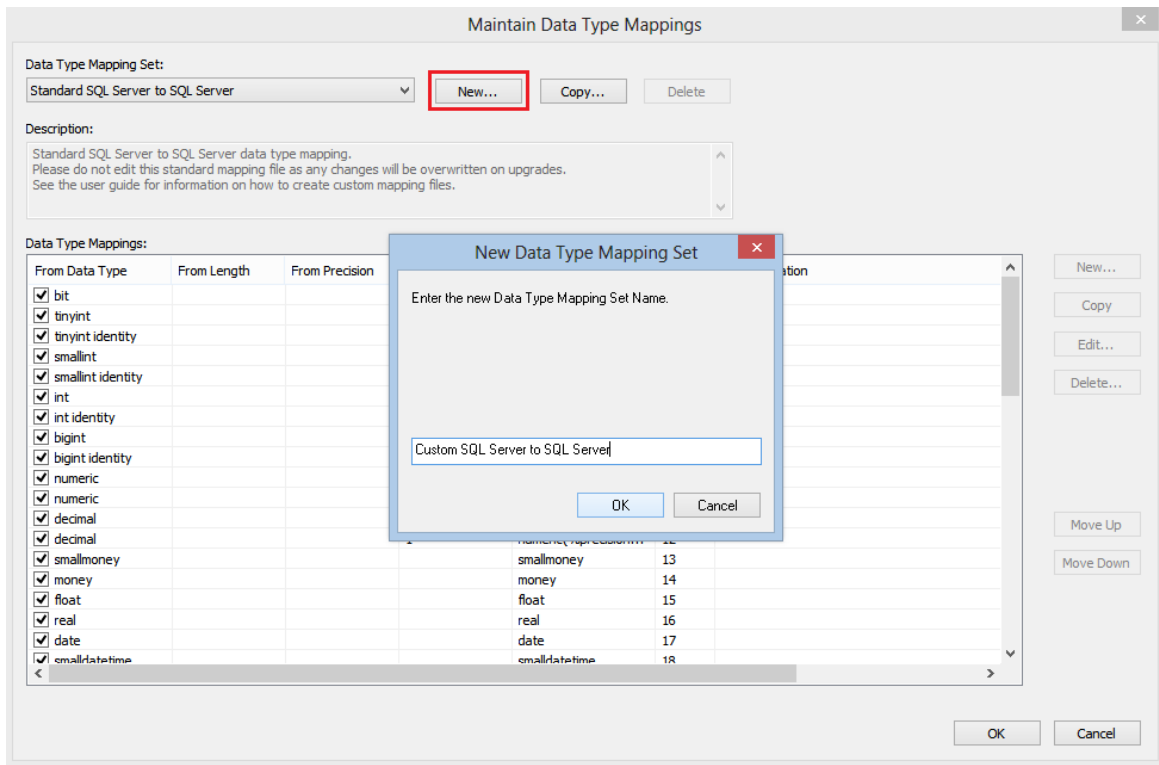 Maintain Data Type Mappings
Data Type Mapping Set:
Standard SQL Server to SQL Server
New...
Copy...
Delete
Description:
Standard SQL Server to SQL Server data type mapping.
Please do not edit this standard mapping file as any changes will be overwritten on upgrades.
See the user guide for information on how to create custom mapping files.
Data Type Mappings:
From Data Type From Length From Precision
New...
Copy
Edit...
Delete...
Move Up
Move Down
New Data Type Mapping Set
Enter the new Data Type Mapping Set Name.
Custom SQL Server to SQL Server
OK Cancel
bit
tinyint
tinyint identity
smallint
smallint identity
int
int identity
bigint
bigint identity
numeric
numeric
decimal
decimal
smallmoney smallmoney 13
money money 14
float float 15
real real 16
date date 17
smalldatetime smalldatetime 18
OK Cancel